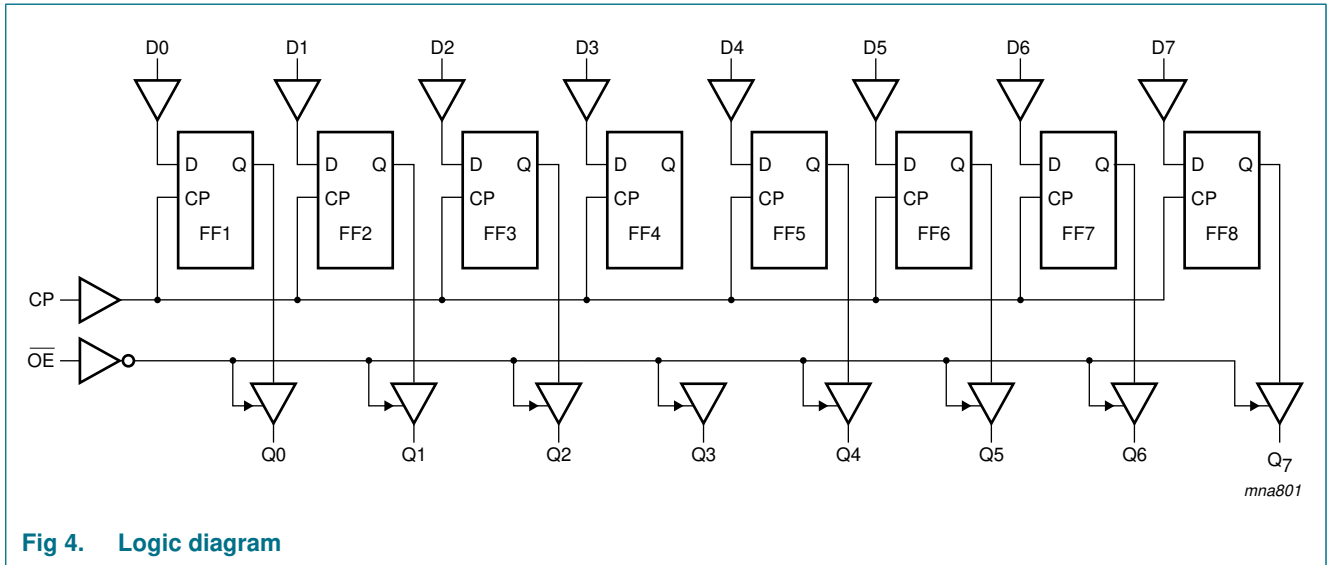 D0 D1 D2 D3 D4 D5 D6 D7
D Q D Q D Q D Q D Q D Q D Q D Q
CP CP CP CP CP CP CP CP
FF1 FF2 FF3 FF4 FF5 FF6 FF7 FF8
CP
OE
Q0 Q1 Q2 Q3 Q4 Q5 Q6 Q7
mna801
Fig 4. Logic diagram